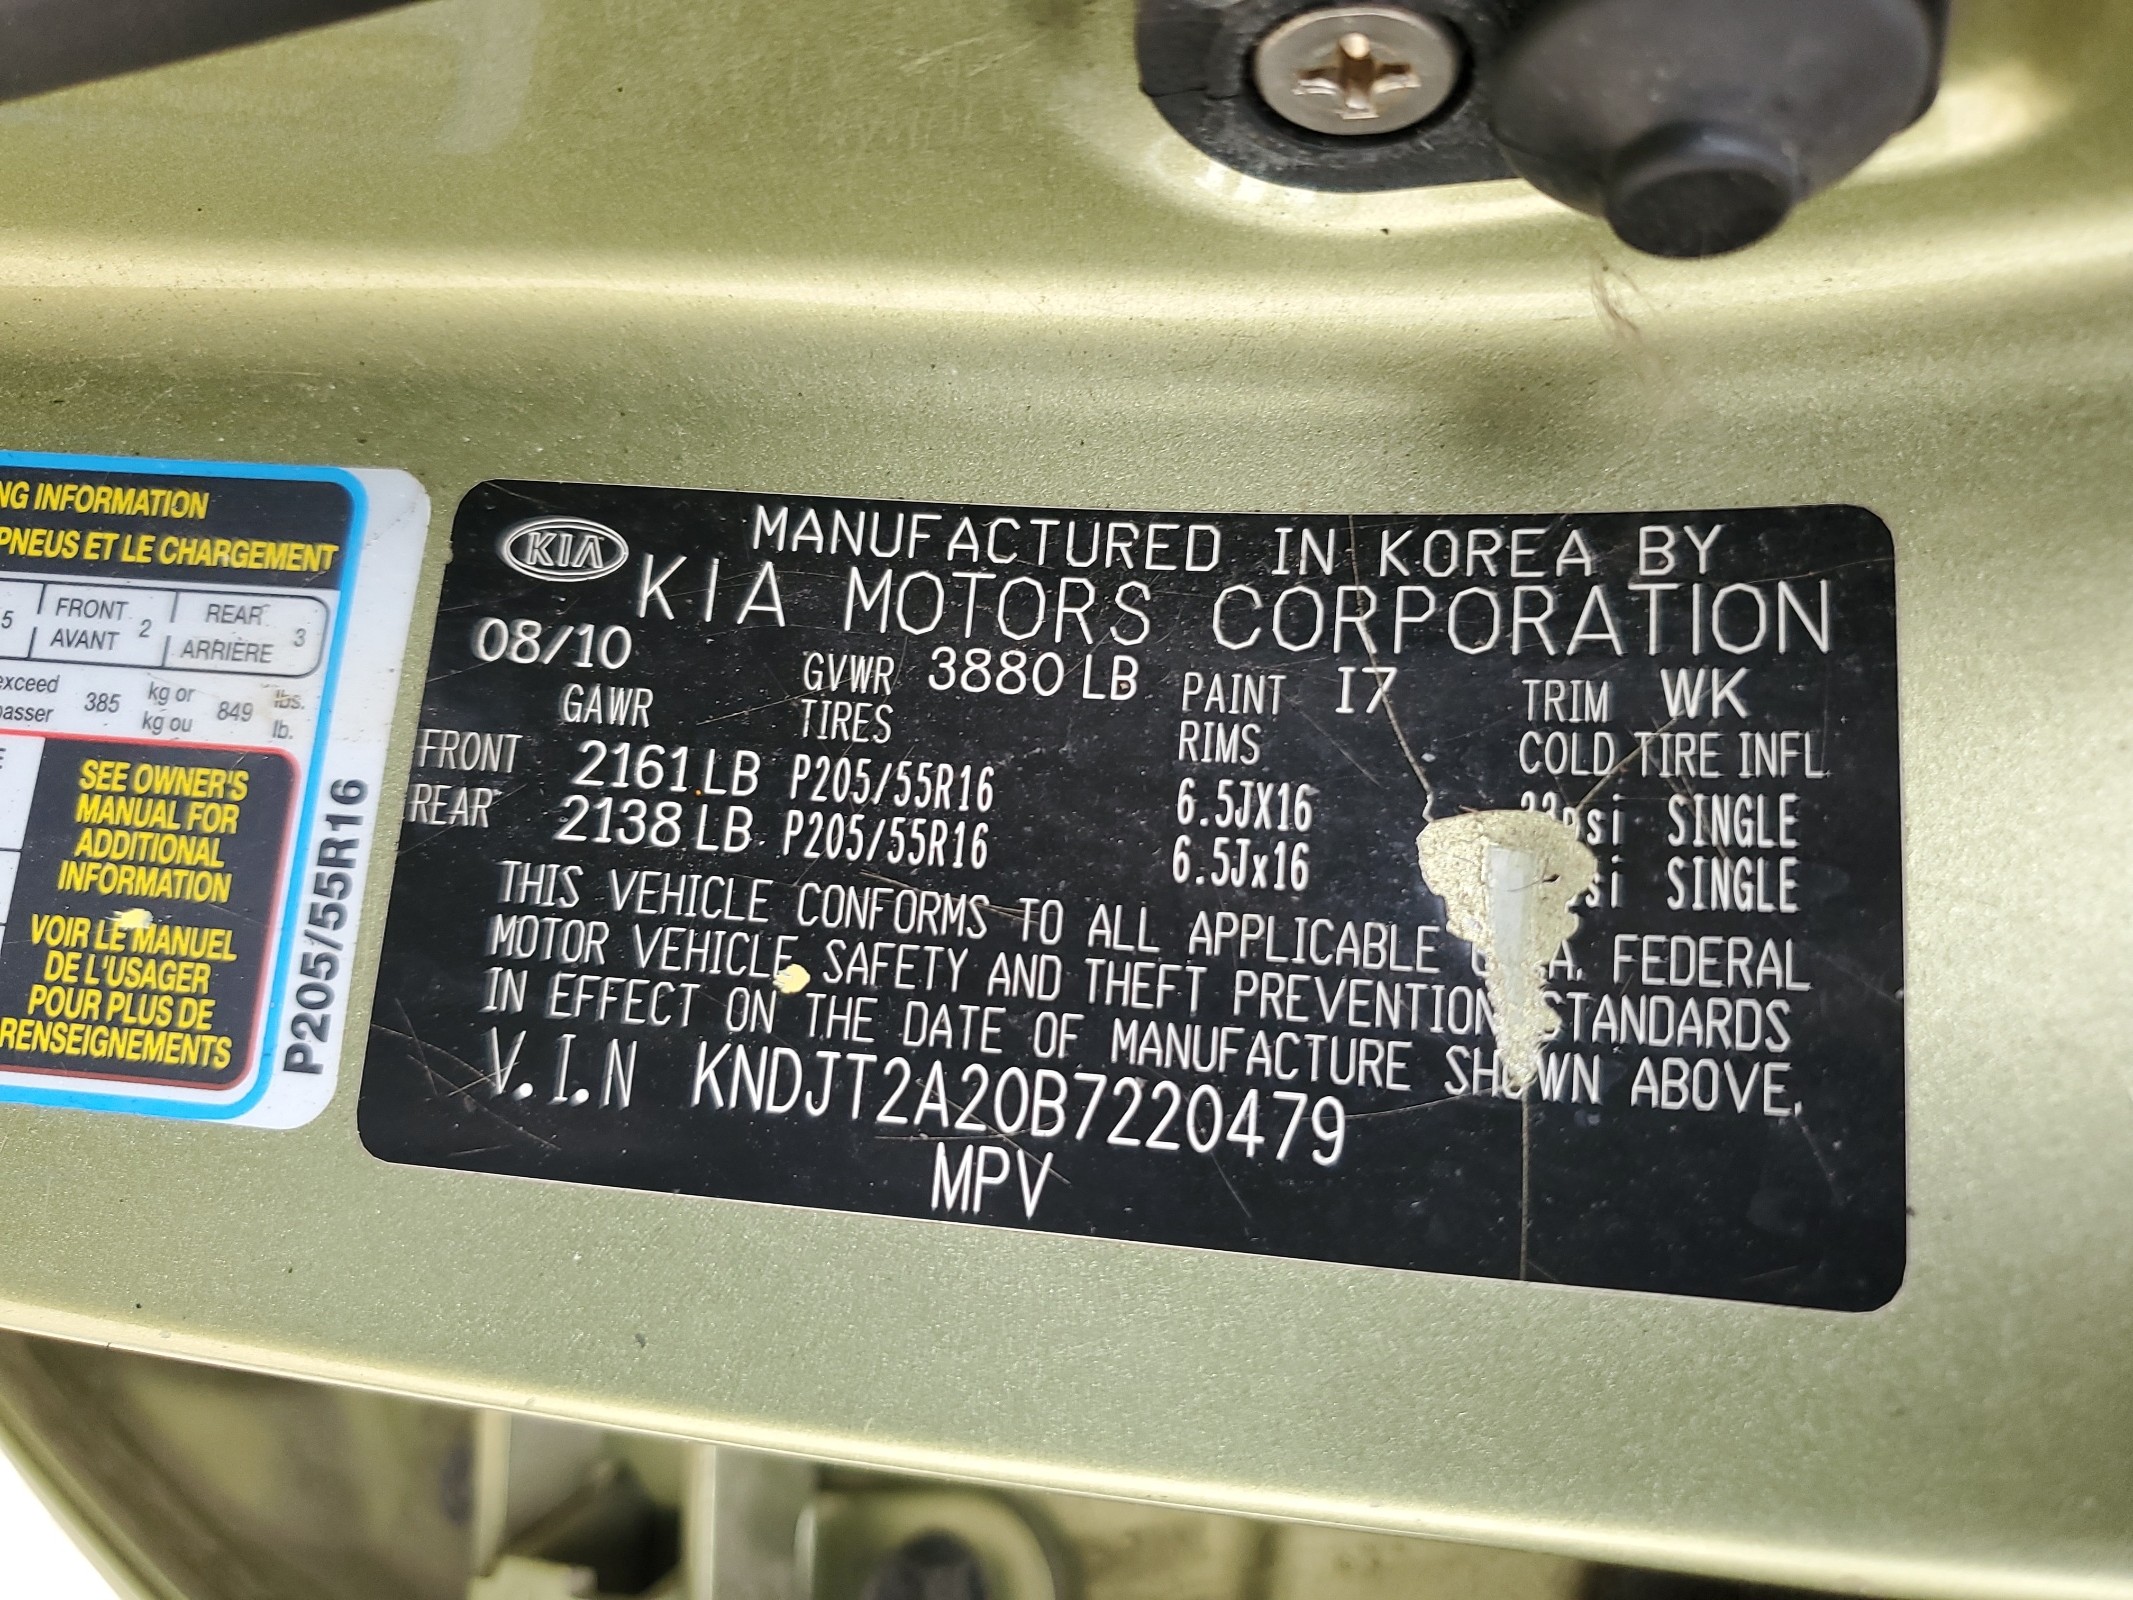 NG INFORMATION
PNEUS ET LE CHARGEMENT
5 FRONT 2 REAR 3
AVANT ARRIÈRE
exceed 385 kg or 849 lbs.
passer kg ou lb.
SEE OWNER'S
MANUAL FOR
ADDITIONAL
INFORMATION
VOIR LE MANUEL
DE L'USAGER
POUR PLUS DE
RENSEIGNEMENTS
P205/55R16
KIA MANUFACTURED IN KOREA BY
KIA MOTORS CORPORATION
08/10 GVWR 3880 LB PAINT I7 TRIM WK
GAWR TIRES RIMS COLD TIRE INFL
FRONT 2161 LB P205/55R16 6.5JX16 psi SINGLE
REAR 2138 LB P205/55R16 6.5Jx16 si SINGLE
THIS VEHICLE CONFORMS TO ALL APPLICABLE A. FEDERAL
MOTOR VEHICLE SAFETY AND THEFT PREVENTION STANDARDS
IN EFFECT ON THE DATE OF MANUFACTURE SHOWN ABOVE.
V.I.N KNDJT2A20B7220479
MPV